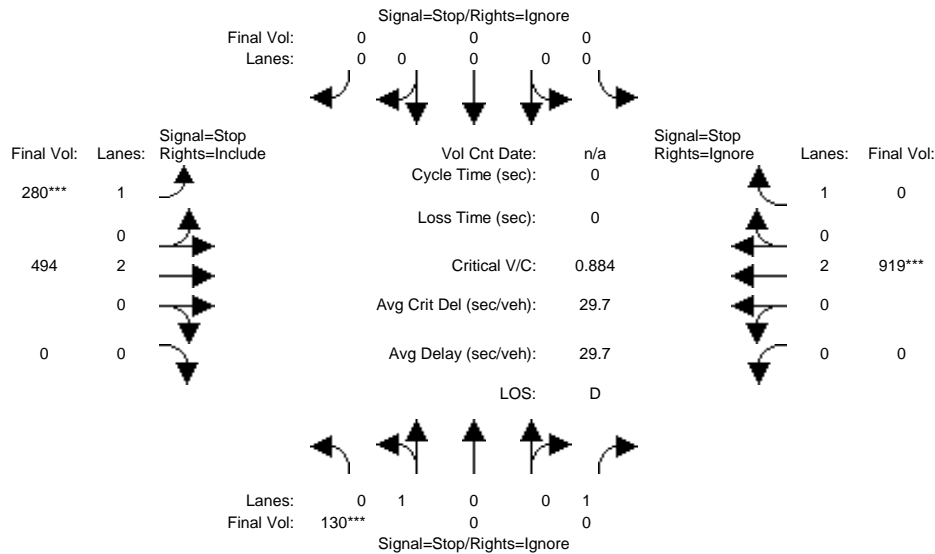 Signal=Stop/Rights=Ignore
Final Vol: 0 0 0
Lanes: 0 0 0 0 0
Signal=Stop
Final Vol: Lanes: Rights=Include
Vol Cnt Date: n/a
Signal=Stop
Rights=Ignore Lanes: Final Vol:
Cycle Time (sec): 0
280*** 1
1 0
Loss Time (sec): 0
0
0
494 2
Critical V/C: 0.884
2 919***
0
Avg Crit Del (sec/veh): 29.7
0
0 0
Avg Delay (sec/veh): 29.7
0 0
LOS: D
Lanes: 0 1 0 0 1
Final Vol: 130*** 0 0
Signal=Stop/Rights=Ignore